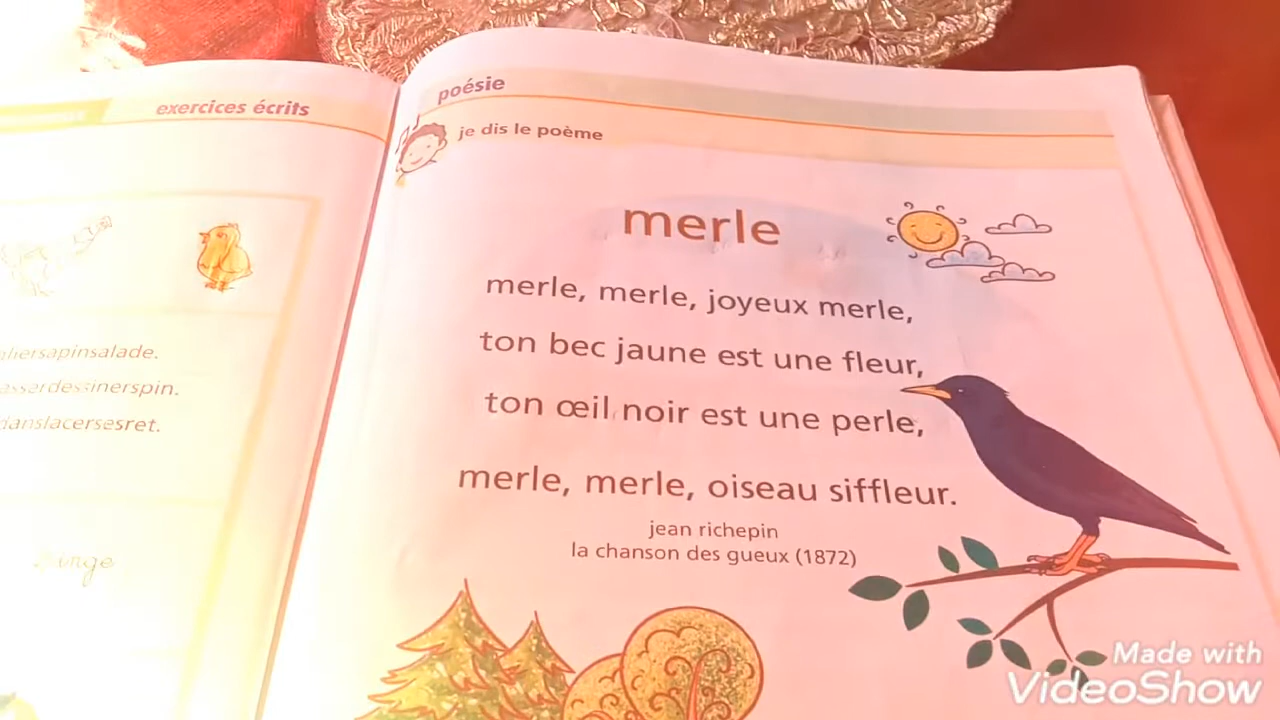 exercices écrits
dessinerspin.
danslacersesret.
poésie
je dis le poème
merle
merle, merle, joyeux merle,
ton bec jaune est une fleur,
ton œil noir est une perle,
merle, merle, oiseau siffleur.
jean richepin
la chanson des gueux (1872)
Made with
VideoShow